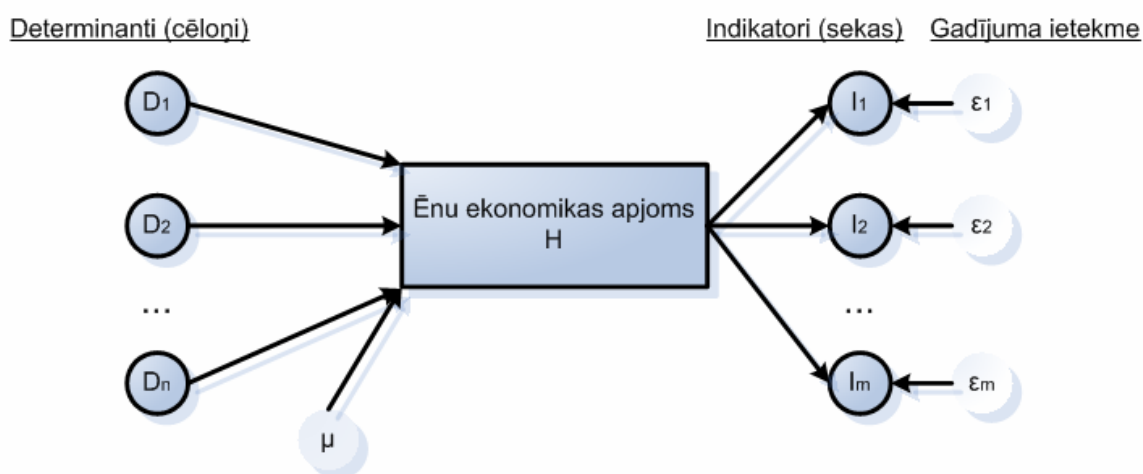 Determinanti (cēloņi)
Indikatori (sekas)
Gadījuma ietekme
D1
I1
ε1
Ēnu ekonomikas apjoms
H
D2
I2
ε2
...
...
Dn
Im
εm
μ